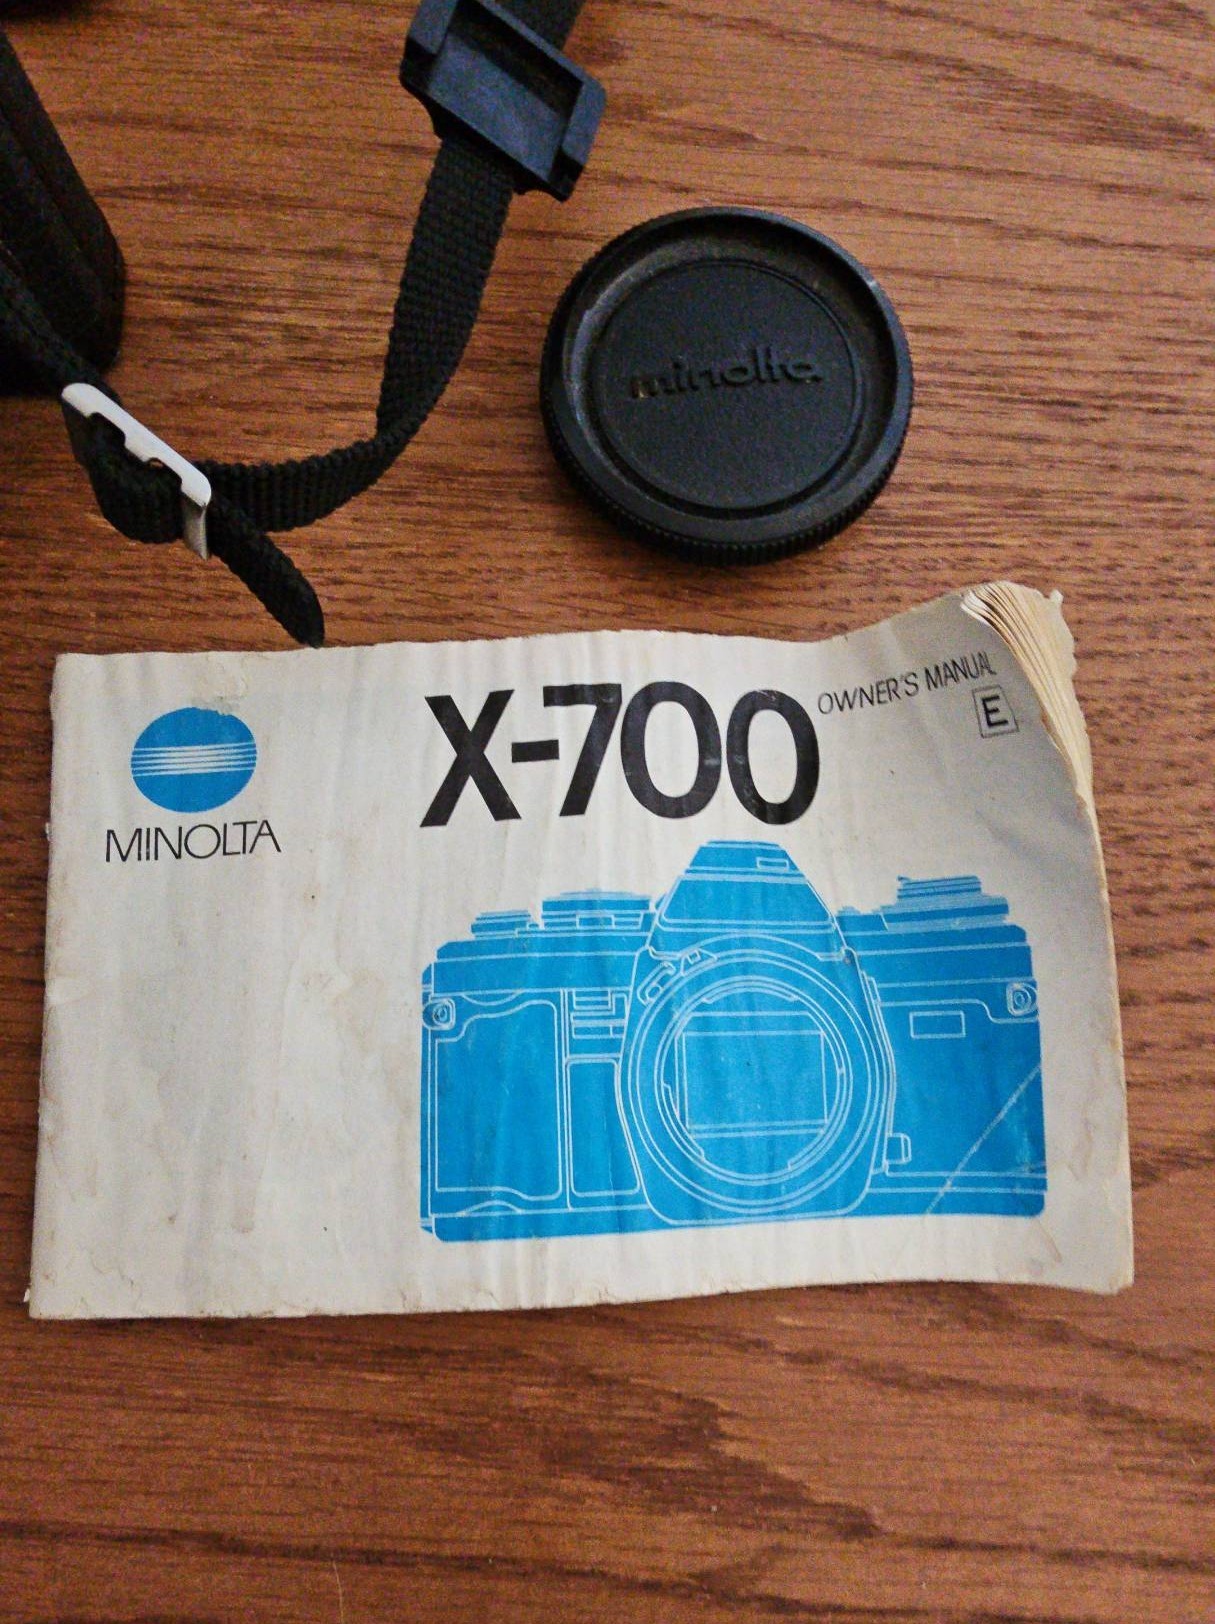 minolta
X-700
OWNER'S MANUAL
E
MINOLTA